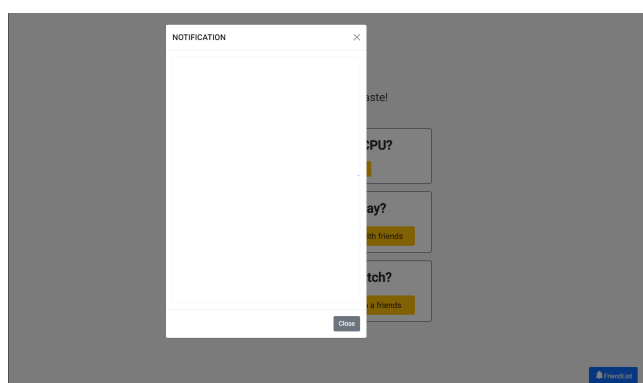 NOTIFICATION
aste!
CPU?
ay?
ith friends
tch?
a friends
Close
FriendList